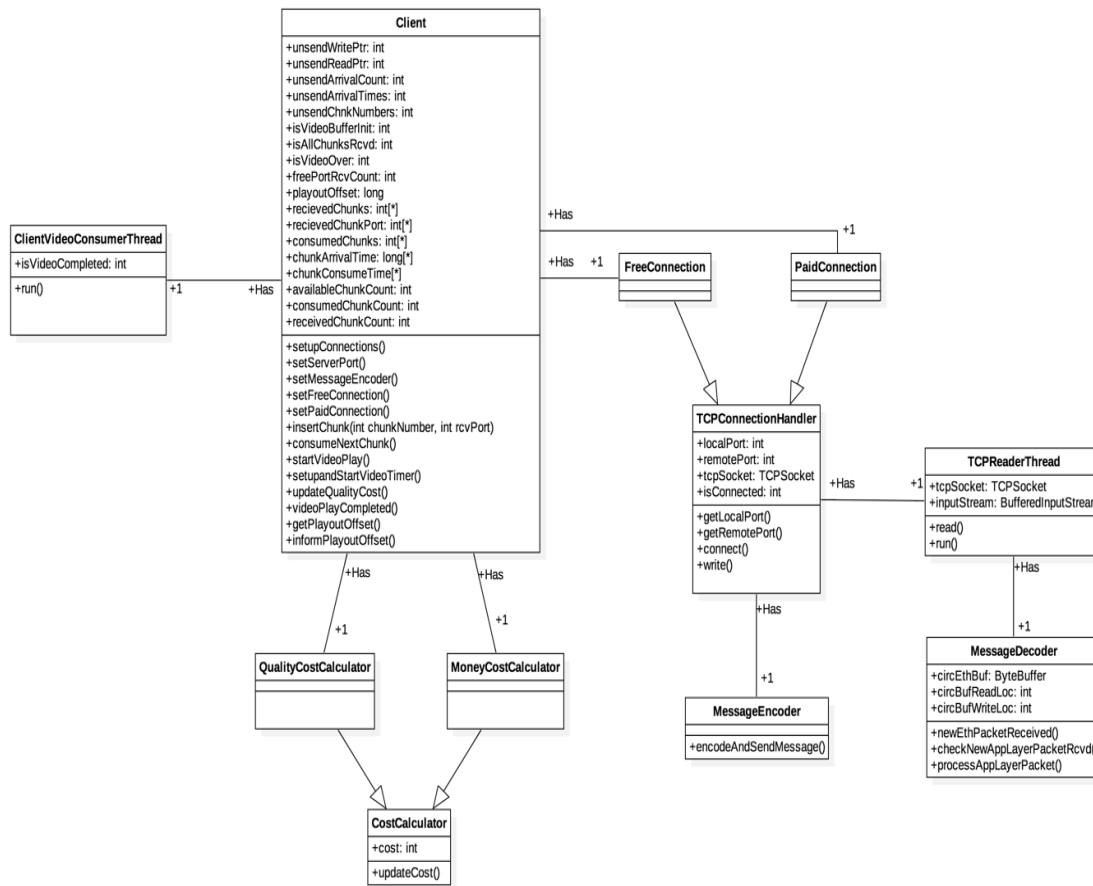 Client
+unsendWritePtr: int
+unsendReadPtr: int
+unsendArrivalCount: int
+unsendArrivalTimes: int
+unsendChnkNumbers: int
+isVideoBufferInit: int
+isAllChunksRcvd: int
+isVideoOver: int
+freePortRcvCount: int
+playoutOffset: long
+recievedChunks: int[*]
+recievedChunkPort: int[*]
+consumedChunks: int[*]
+chunkArrivalTime: long[*]
+chunkConsumeTime[*]
+availableChunkCount: int
+consumedChunkCount: int
+receivedChunkCount: int
+setupConnections()
+setServerPort()
+setMessageEncoder()
+setFreeConnection()
+setPaidConnection()
+insertChunk(int chunkNumber, int rcvPort)
+consumeNextChunk()
+startVideoPlay()
+setupandStartVideoTimer()
+updateQualityCost()
+videoPlayCompleted()
+getPlayoutOffset()
+informPlayoutOffset()
ClientVideoConsumerThread
+isVideoCompleted: int
+run()
+1
+Has
+Has
+1
+Has
+1
FreeConnection
PaidConnection
TCPConnectionHandler
+localPort: int
+remotePort: int
+tcpSocket: TCPSocket
+isConnected: int
+getLocalPort()
+getRemotePort()
+connect()
+write()
+Has
+1
TCPReaderThread
+tcpSocket: TCPSocket
+inputStream: BufferedInputStream
+read()
+run()
+Has
+1
MessageDecoder
+circEthBuf: ByteBuffer
+circBufReadLoc: int
+circBufWriteLoc: int
+newEthPacketReceived()
+checkNewAppLayerPacketRcvd(
+processAppLayerPacket()
+Has
+1
MessageEncoder
+encodeAndSendMessage()
+Has
+1
+Has
+1
QualityCostCalculator
MoneyCostCalculator
CostCalculator
+cost: int
+updateCost()